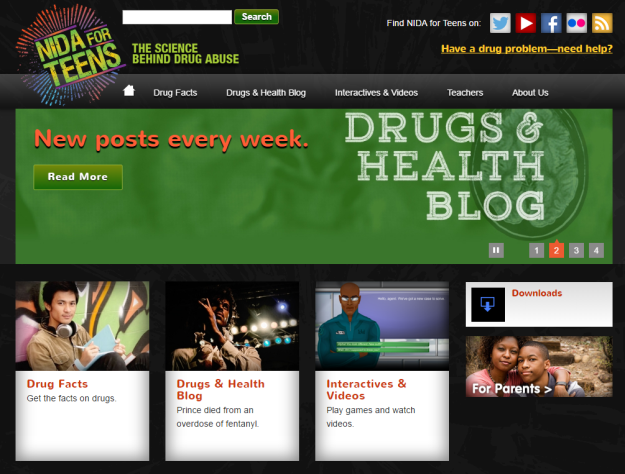 NIDA FOR
TEENS
THE SCIENCE
BEHIND DRUG ABUSE
Search
Find NIDA for Teens on:
Have a drug problem—need help?
Drug Facts
Drugs & Health Blog
Interactives & Videos
Teachers
About Us
New posts every week.
Read More
DRUGS &
HEALTH
BLOG
1 2 3 4
Drug Facts
Get the facts on drugs.
Drugs & Health
Blog
Prince died from an
overdose of fentanyl.
Interactives &
Videos
Play games and watch
videos.
Downloads
For Parents >